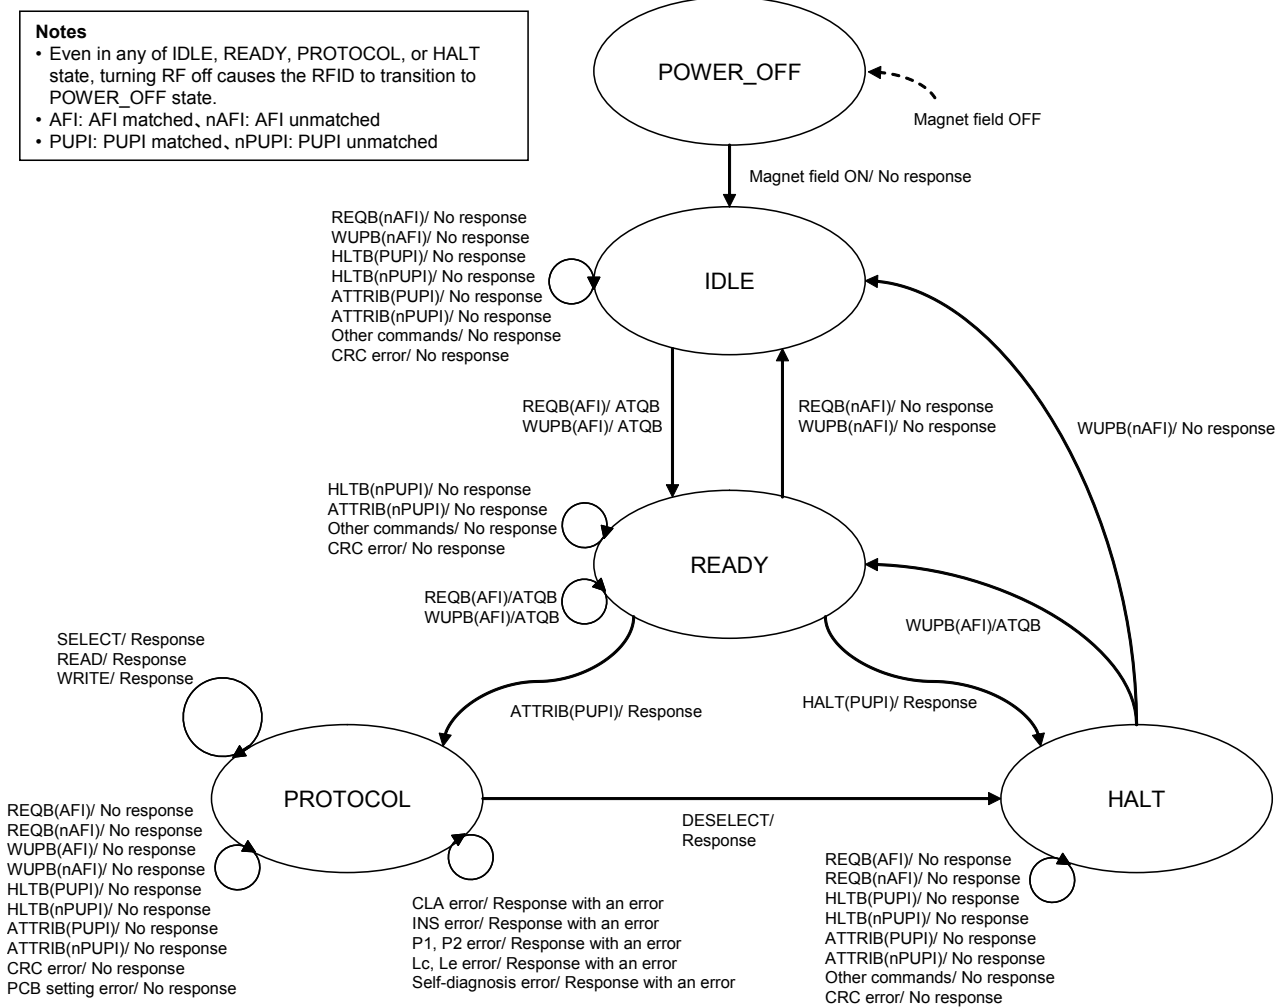 Notes
• Even in any of IDLE, READY, PROTOCOL, or HALT
state, turning RF off causes the RFID to transition to
POWER_OFF state.
• AFI: AFI matched、nAFI: AFI unmatched
• PUPI: PUPI matched、nPUPI: PUPI unmatched
POWER_OFF
Magnet field OFF
Magnet field ON/ No response
REQB(nAFI)/ No response
WUPB(nAFI)/ No response
HLTB(PUPI)/ No response
HLTB(nPUPI)/ No response
ATTRIB(PUPI)/ No response
ATTRIB(nPUPI)/ No response
Other commands/ No response
CRC error/ No response
IDLE
REQB(AFI)/ ATQB
WUPB(AFI)/ ATQB
REQB(nAFI)/ No response
WUPB(nAFI)/ No response
WUPB(nAFI)/ No response
HLTB(nPUPI)/ No response
ATTRIB(nPUPI)/ No response
Other commands/ No response
CRC error/ No response
READY
REQB(AFI)/ATQB
WUPB(AFI)/ATQB
WUPB(AFI)/ATQB
SELECT/ Response
READ/ Response
WRITE/ Response
ATTRIB(PUPI)/ Response
HALT(PUPI)/ Response
PROTOCOL
HALT
DESELECT/
Response
REQB(AFI)/ No response
REQB(nAFI)/ No response
WUPB(AFI)/ No response
WUPB(nAFI)/ No response
HLTB(PUPI)/ No response
HLTB(nPUPI)/ No response
ATTRIB(PUPI)/ No response
ATTRIB(nPUPI)/ No response
CRC error/ No response
PCB setting error/ No response
CLA error/ Response with an error
INS error/ Response with an error
P1, P2 error/ Response with an error
Lc, Le error/ Response with an error
Self-diagnosis error/ Response with an error
REQB(AFI)/ No response
REQB(nAFI)/ No response
HLTB(PUPI)/ No response
HLTB(nPUPI)/ No response
ATTRIB(PUPI)/ No response
ATTRIB(nPUPI)/ No response
Other commands/ No response
CRC error/ No response